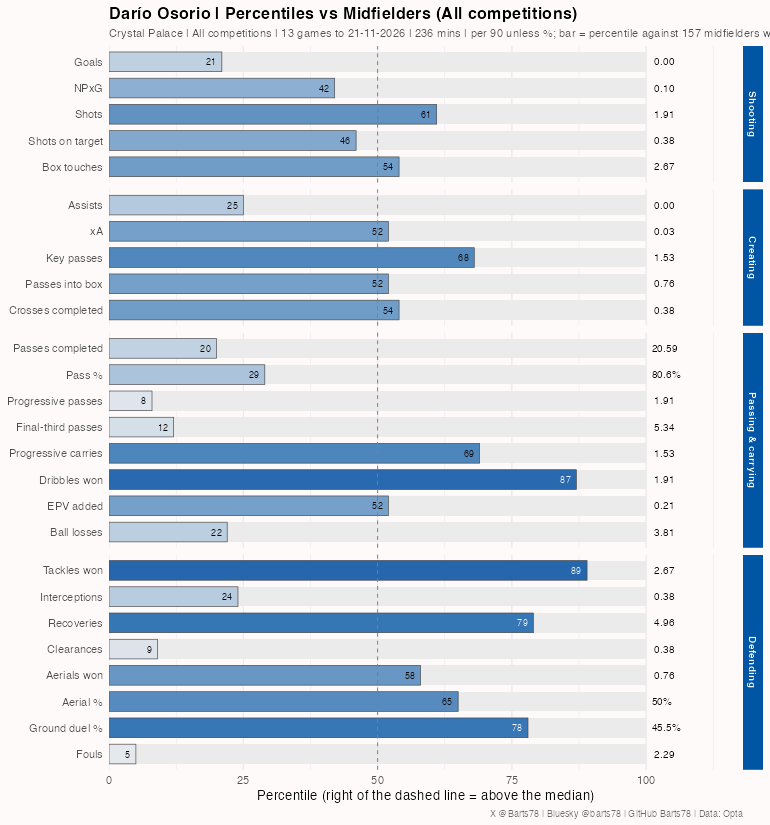 Darío Osorio | Percentiles vs Midfielders (All competitions)
Crystal Palace | All competitions | 13 games to 21-11-2026 | 236 mins | per 90 unless %; bar = percentile against 157 midfielders
Goals 21 0.00
NPxG 42 0.10
Shots 61 1.91
Shots on target 46 0.38
Box touches 54 2.67
Shooting
Assists 25 0.00
xA 52 0.03
Key passes 68 1.53
Passes into box 52 0.76
Crosses completed 54 0.38
Creating
Passes completed 20 20.59
Pass % 29 80.6%
Progressive passes 8 1.91
Final-third passes 12 5.34
Progressive carries 69 1.53
Dribbles won 87 1.91
EPV added 52 0.21
Ball losses 22 3.81
Passing & carrying
Tackles won 89 2.67
Interceptions 24 0.38
Recoveries 79 4.96
Clearances 9 0.38
Aerials won 58 0.76
Aerial % 65 50%
Ground duel % 78 45.5%
Fouls 5 2.29
Defending
0 25 50 75 100
Percentile (right of the dashed line = above the median)
X @Barts78 | Bluesky @barts78 | GitHub Barts78 | Data: Opta